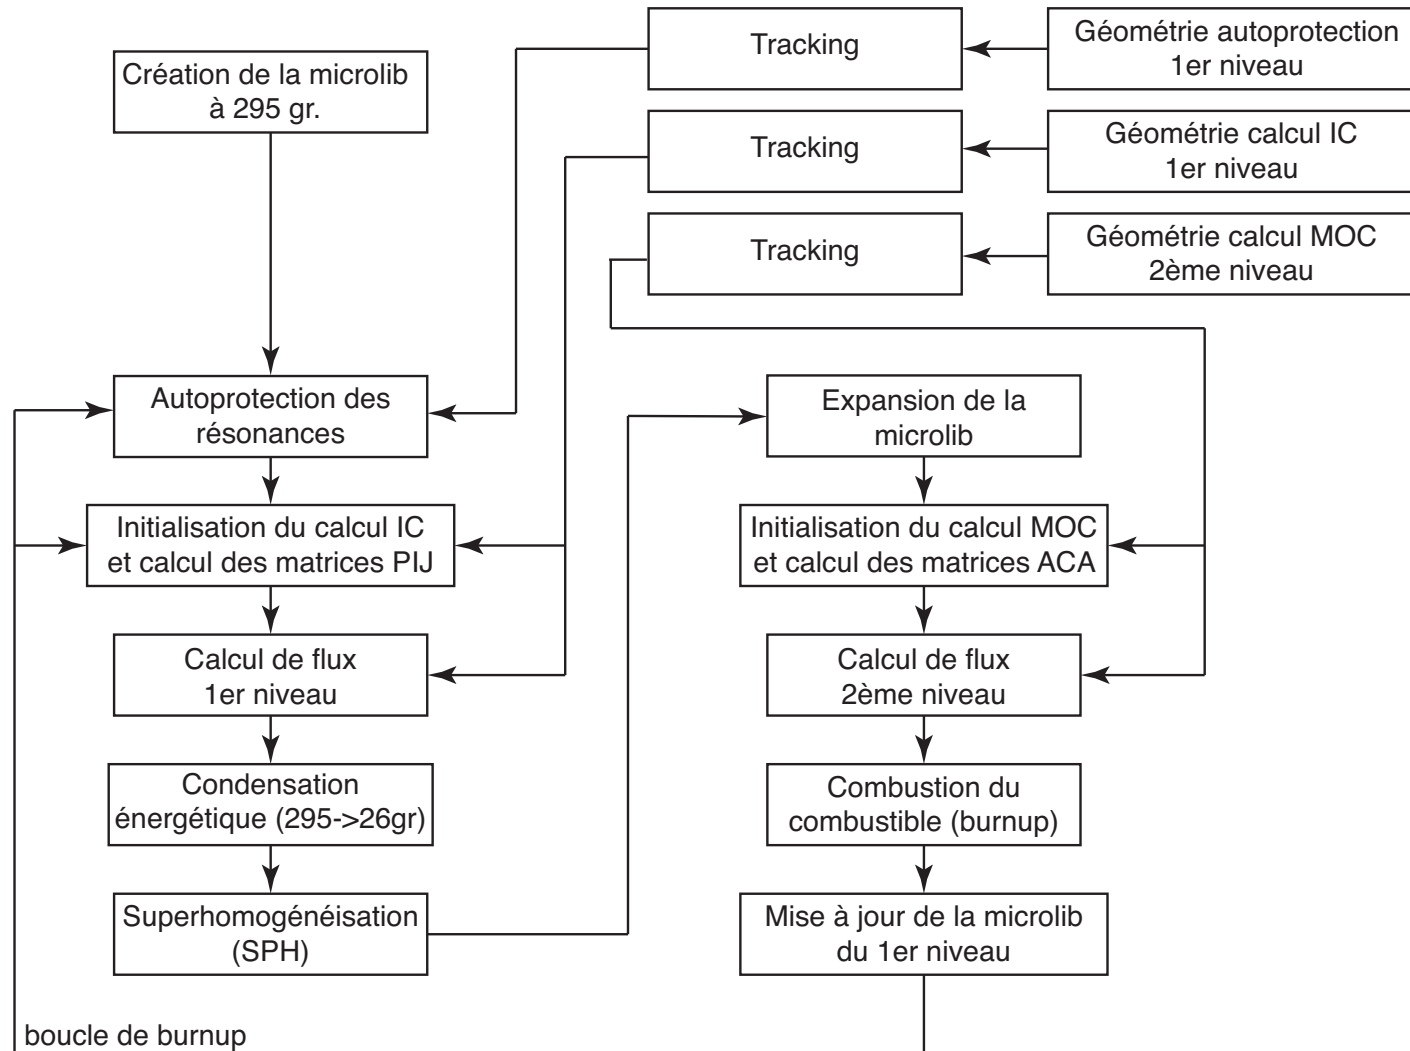 Création de la microlib
à 295 gr.
Tracking
Géométrie autoprotection
1er niveau
Tracking
Géométrie calcul IC
1er niveau
Tracking
Géométrie calcul MOC
2ème niveau
Autoprotection des
résonances
Initialisation du calcul IC
et calcul des matrices PIJ
Calcul de flux
1er niveau
Condensation
énergétique (295->26gr)
Superhomogénéisation
(SPH)
Expansion de la
microlib
Initialisation du calcul MOC
et calcul des matrices ACA
Calcul de flux
2ème niveau
Combustion du
combustible (burnup)
Mise à jour de la microlib
du 1er niveau
boucle de burnup